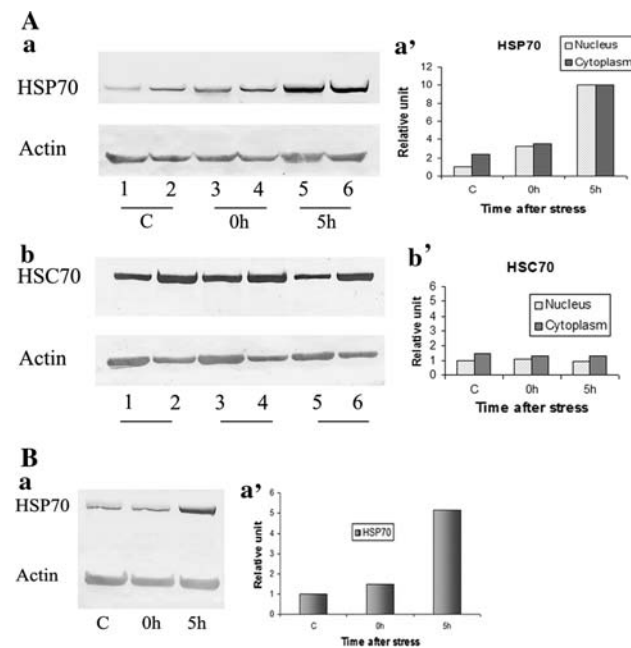 A
a
HSP70
Actin
1 2 3 4 5 6
C 0h 5h
a’
HSP70
Nucleus
Cytoplasm
Relative unit
12
10
8
6
4
2
0
C 0h 5h
Time after stress
b
HSC70
Actin
1 2 3 4 5 6
b’
HSC70
Nucleus
Cytoplasm
Relative unit
6
5
4
3
2
1
0
C 0h 5h
Time after stress
B
a
HSP70
Actin
C 0h 5h
a’
HSP70
Relative unit
6
5
4
3
2
1
0
C 0h 5h
Time after stress